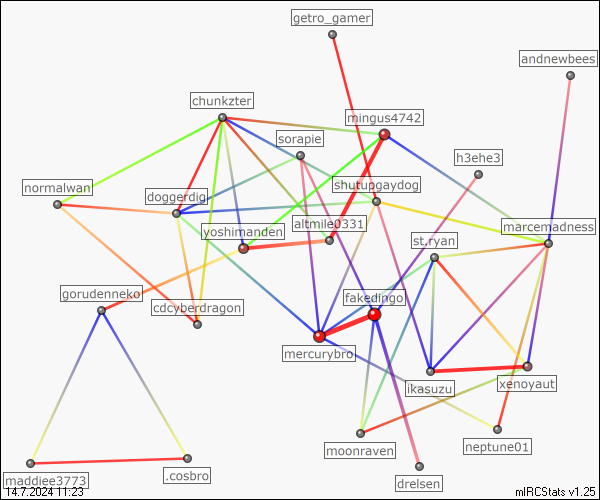 getro_gamer
andnewbees
chunkzter
mingus4742
sorapie
h3ehe3
normalwan
doggerdig
shutupgaydog
yoshimanden
altmile0331
st.ryan
marcemadness
gorudenneko
cdcyberdragon
fakedingo
mercurybro
ikasuzu
xenoyaut
moonraven
neptune01
maddiee3773
.cosbro
drelsen
14.7.2024 11:23
mIRCStats v1.25